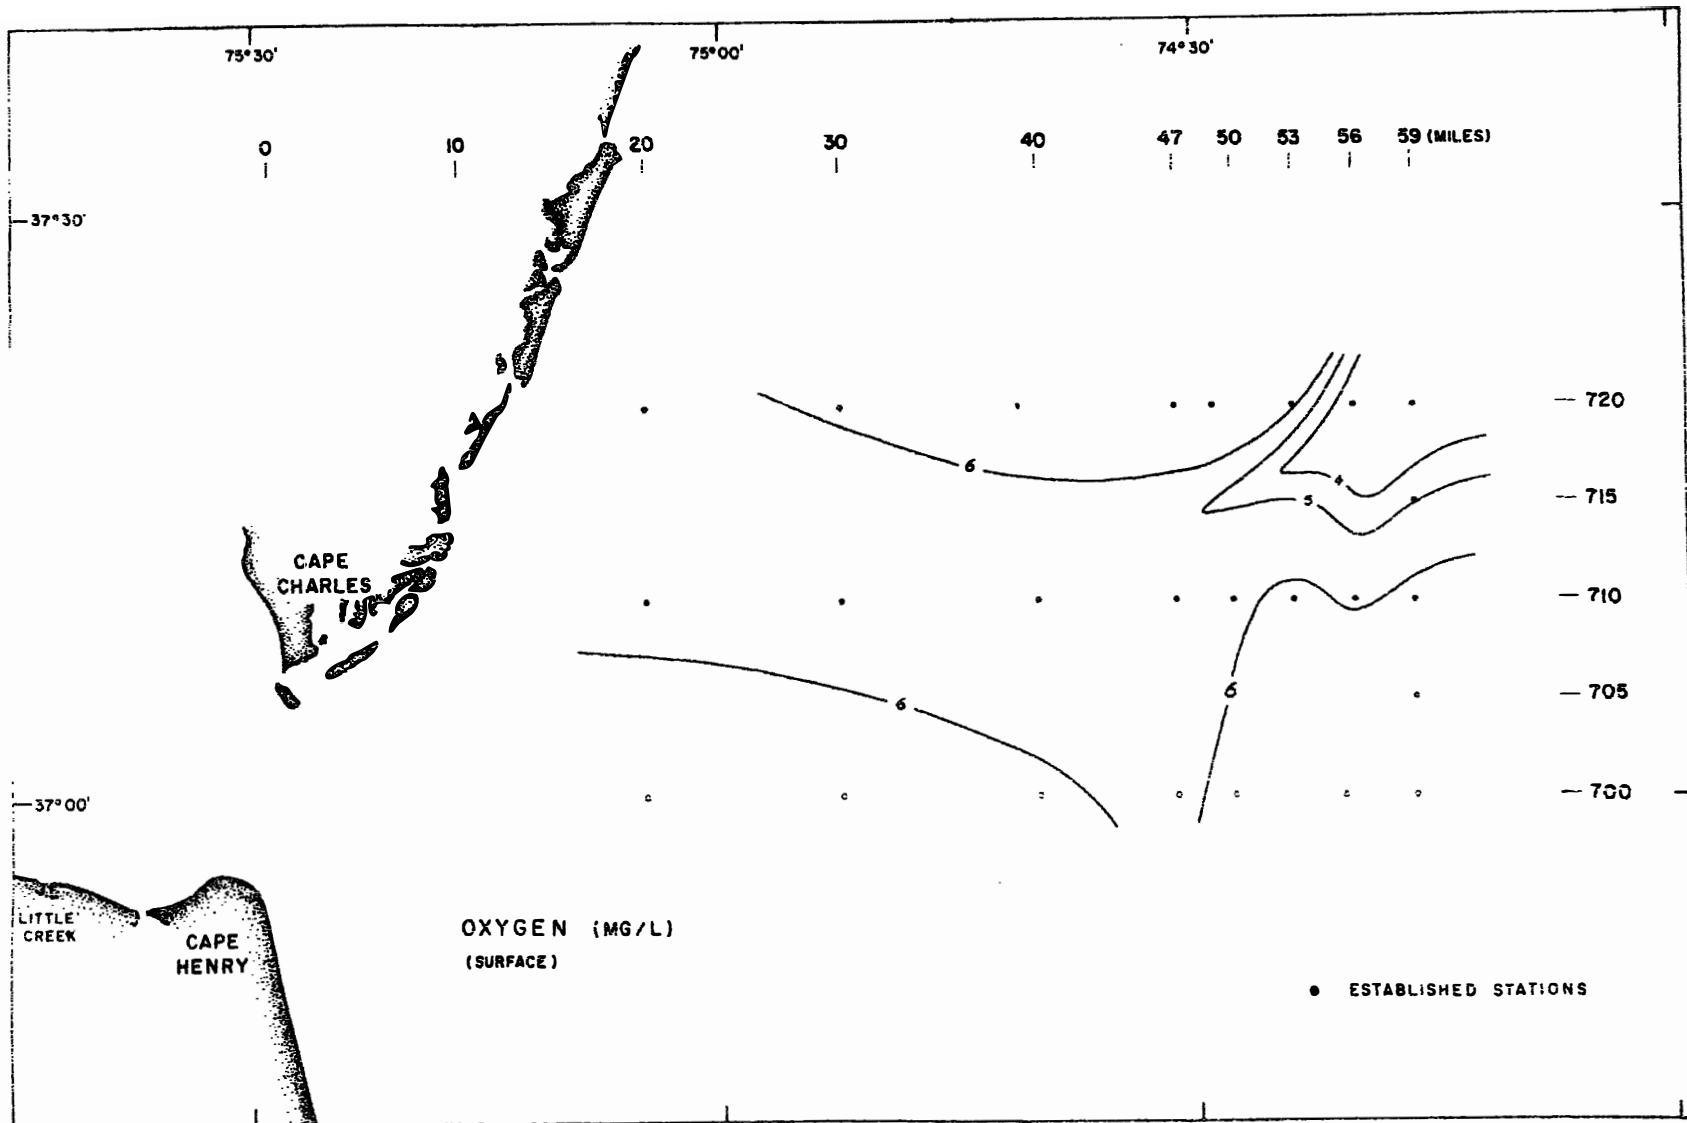 75°30'
75°00'
74°30'
0
10
20
30
40
47
50
53
56
59 (MILES)
37°30'
720
6
4
715
5
CAPE
CHARLES
710
6
6
705
37°00'
700
LITTLE
CREEK
CAPE
HENRY
OXYGEN (MG/L)
(SURFACE)
ESTABLISHED STATIONS